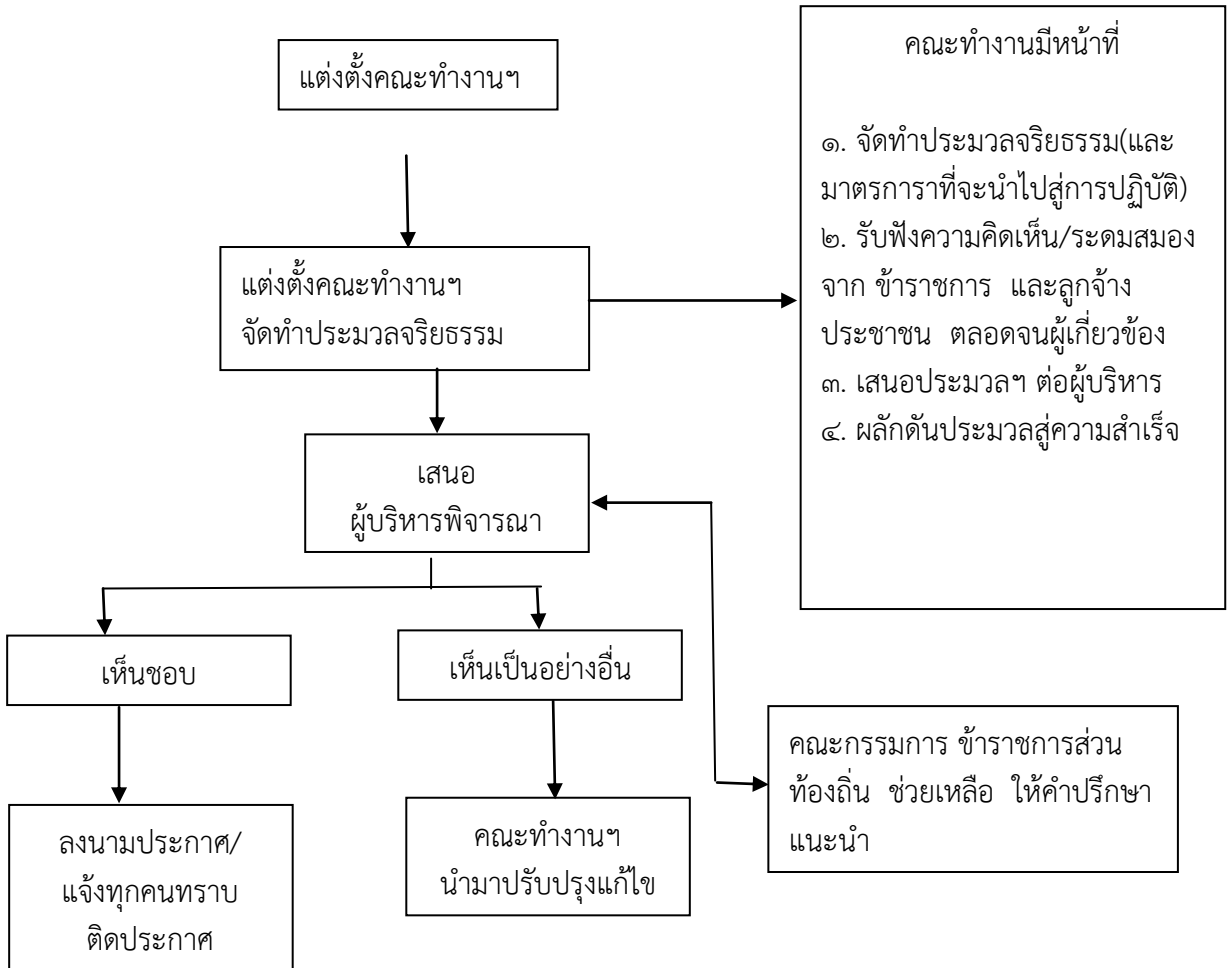 แต่งตั้งคณะทำงานฯ
คณะทำงานมีหน้าที่
๑. จัดทำประมวลจริยธรรม(และ
มาตรการาที่จะนำไปสู่การปฏิบัติ)
๒. รับฟังความคิดเห็น/ระดมสมอง
จาก ข้าราชการ และลูกจ้าง
ประชาชน ตลอดจนผู้เกี่ยวข้อง
๓. เสนอประมวลฯ ต่อผู้บริหาร
๔. ผลักดันประมวลสู่ความสำเร็จ
แต่งตั้งคณะทำงานฯ
จัดทำประมวลจริยธรรม
เสนอ
ผู้บริหารพิจารณา
เห็นชอบ
เห็นเป็นอย่างอื่น
คณะกรรมการ ข้าราชการส่วน
ท้องถิ่น ช่วยเหลือ ให้คำปรึกษา
แนะนำ
ลงนามประกาศ/
แจ้งทุกคนทราบ
ติดประกาศ
คณะทำงานฯ
นำมาปรับปรุงแก้ไข